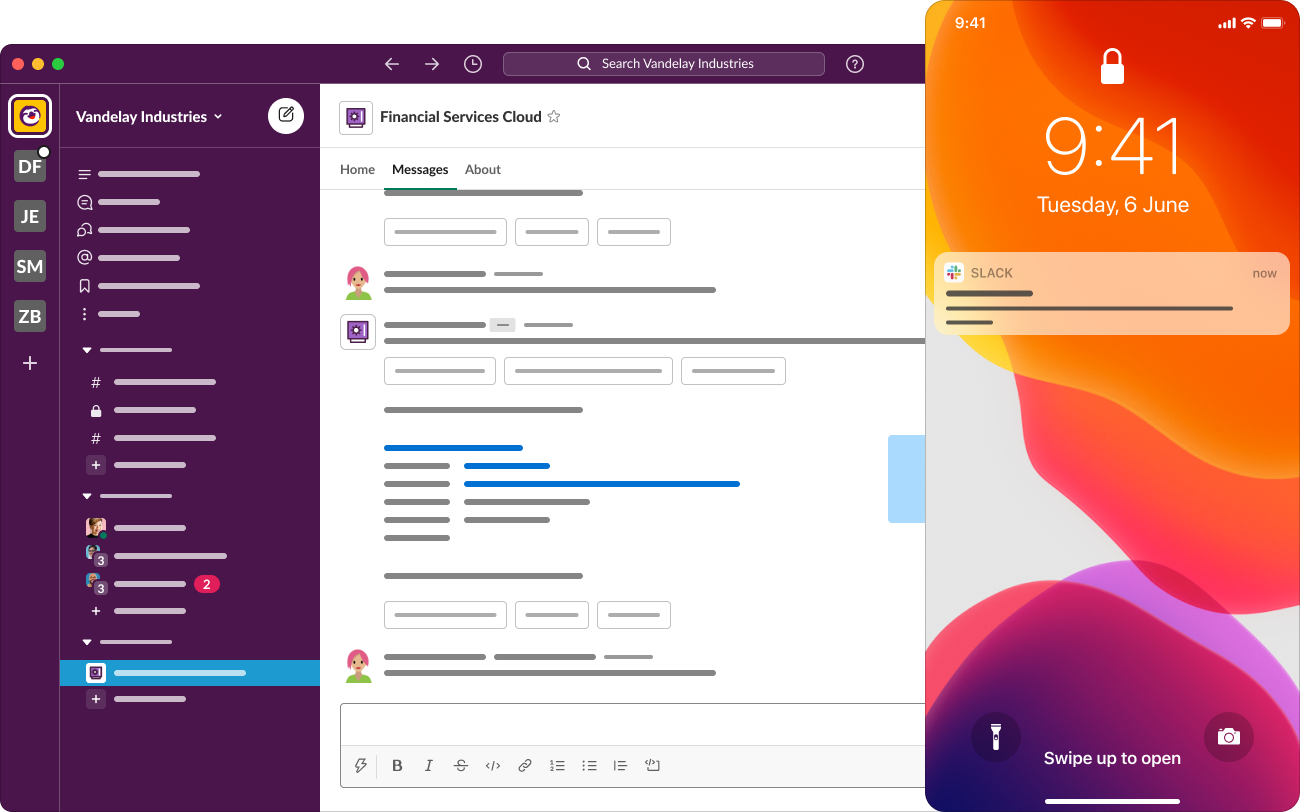 Search Vandelay Industries
?
Vandelay Industries
DF
JE
SM
ZB
3
3
2
Financial Services Cloud
Home
Messages
About
B
I
S
9:41
9:41
Tuesday, 6 June
SLACK
now
Swipe up to open